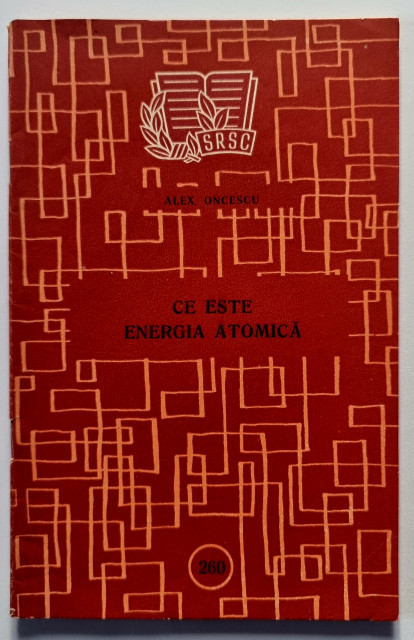 SRSC
ALEX. ONCESCU
CE ESTE
ENERGIA ATOMICĂ
260